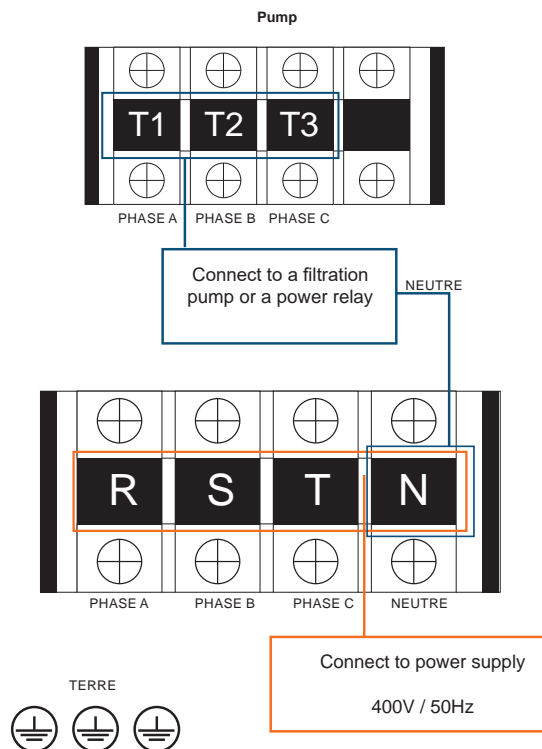 Pump
T1 T2 T3
PHASE A PHASE B PHASE C
Connect to a filtration
pump or a power relay
NEUTRE
R S T N
PHASE A PHASE B PHASE C NEUTRE
Connect to power supply
400V / 50Hz
TERRE